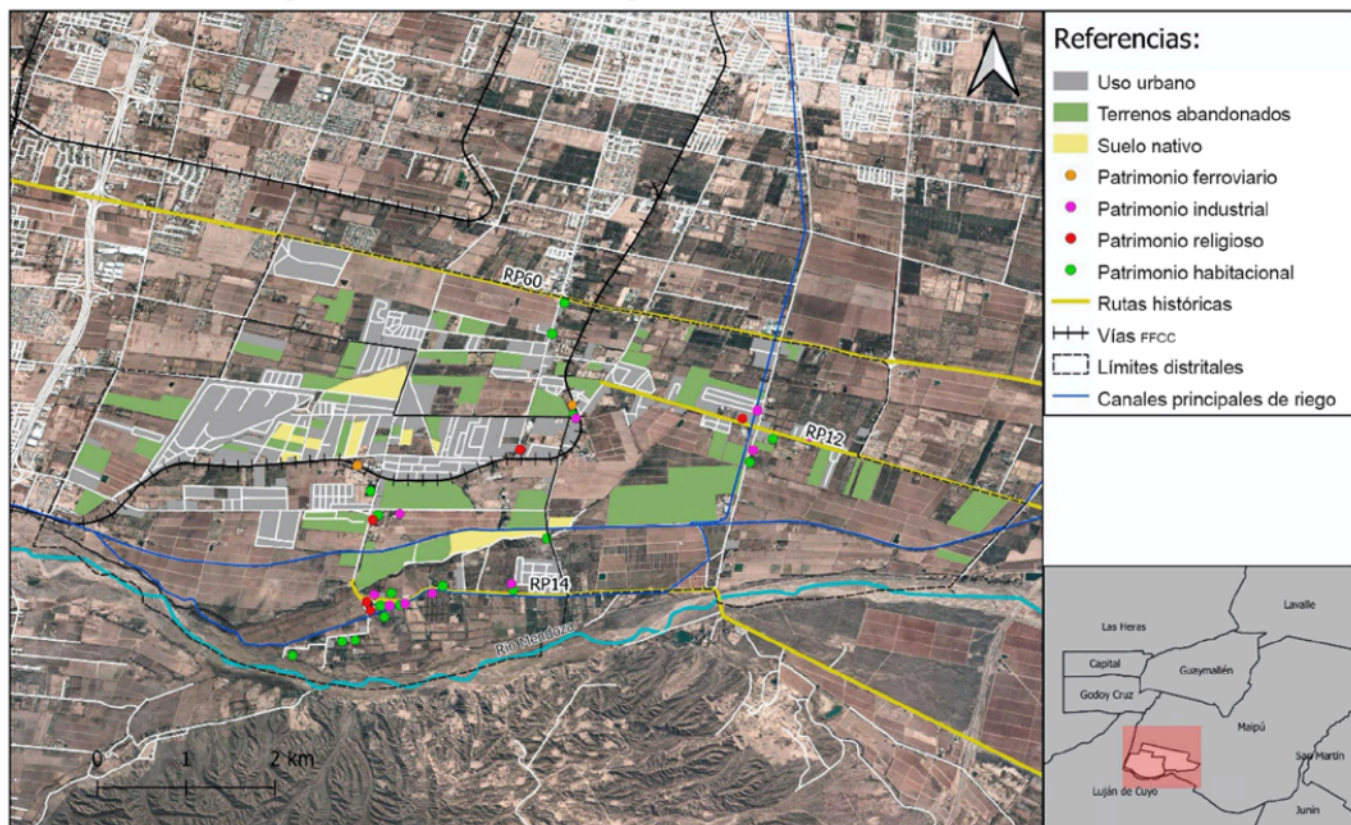 Referencias:
Uso urbano
Terrenos abandonados
Suelo nativo
Patrimonio ferroviario
Patrimonio industrial
Patrimonio religioso
Patrimonio habitacional
Rutas históricas
Vías FFCC
Límites distritales
Canales principales de riego
RP60
RP12
RP14
Río Mendoza
0 1 2 km
Lavalle
Las Heras
Capital
Guaymallén
Godoy Cruz
Maipú
San Martín
Luján de Cuyo
Junín